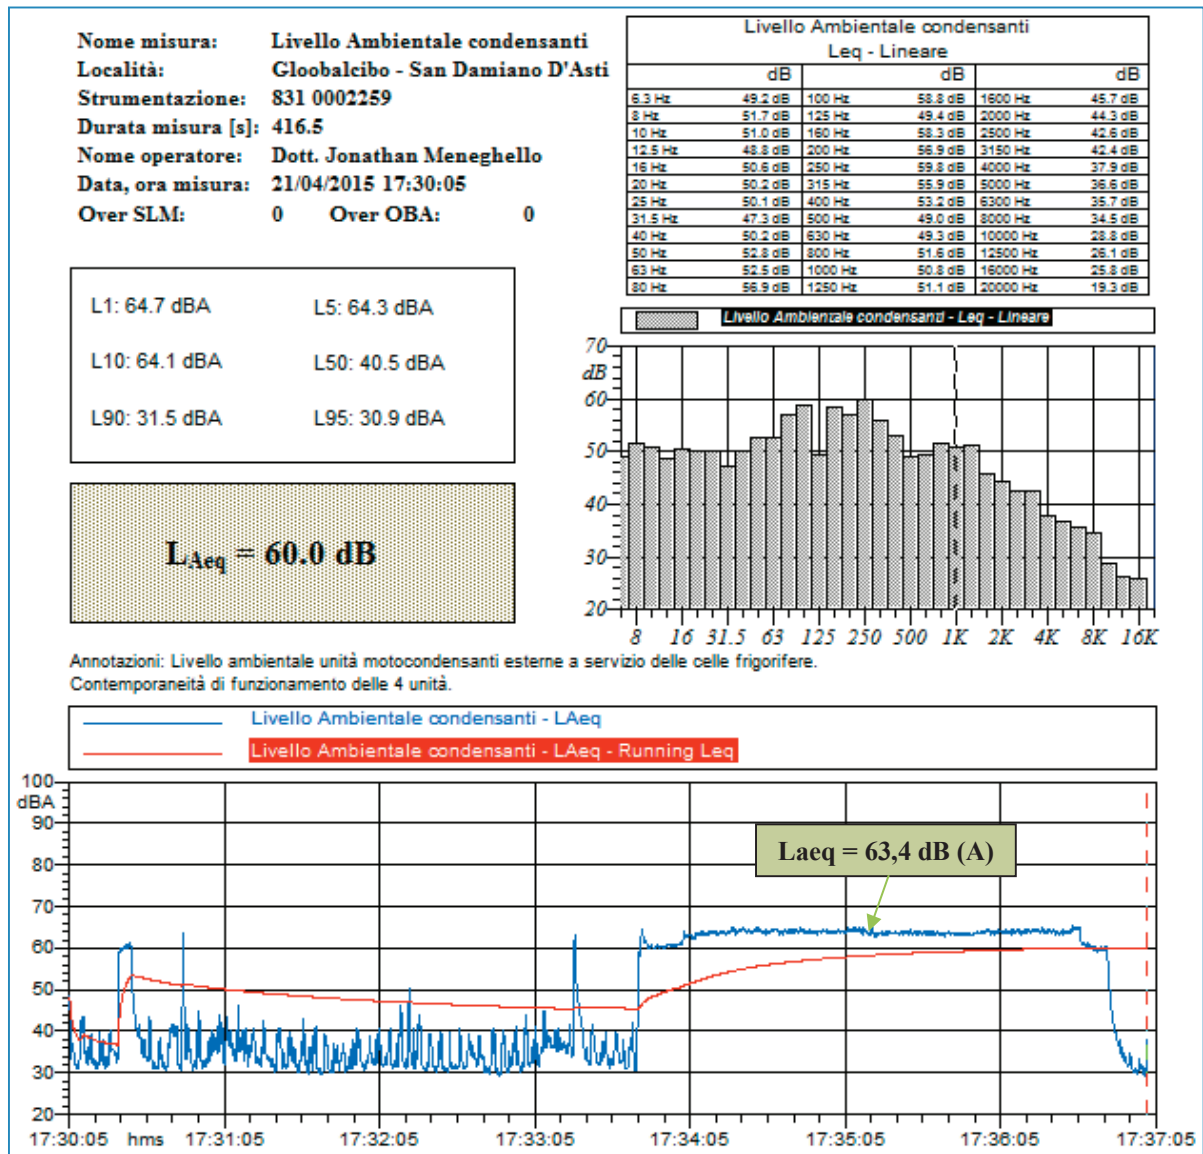 Nome misura: Livello Ambientale condensanti
Località: Gloobalcibo - San Damiano D'Asti
Strumentazione: 831 0002259
Durata misura [s]: 416.5
Nome operatore: Dott. Jonathan Meneghello
Data, ora misura: 21/04/2015 17:30:05
Over SLM: 0 Over OBA: 0
Livello Ambientale condensanti
Leq - Lineare
dB dB dB
6.3 Hz 49.2 dB 100 Hz 58.8 dB 1600 Hz 45.7 dB
8 Hz 51.7 dB 125 Hz 49.4 dB 2000 Hz 44.3 dB
10 Hz 51.0 dB 160 Hz 58.3 dB 2500 Hz 42.6 dB
12.5 Hz 48.8 dB 200 Hz 56.9 dB 3150 Hz 42.4 dB
16 Hz 50.6 dB 250 Hz 59.8 dB 4000 Hz 37.9 dB
20 Hz 50.2 dB 315 Hz 55.9 dB 5000 Hz 36.6 dB
25 Hz 50.1 dB 400 Hz 53.2 dB 6300 Hz 35.7 dB
31.5 Hz 47.3 dB 500 Hz 49.0 dB 8000 Hz 34.5 dB
40 Hz 50.2 dB 630 Hz 49.3 dB 10000 Hz 28.8 dB
50 Hz 52.8 dB 800 Hz 51.6 dB 12500 Hz 26.1 dB
63 Hz 52.5 dB 1000 Hz 50.8 dB 16000 Hz 25.8 dB
80 Hz 56.9 dB 1250 Hz 51.1 dB 20000 Hz 19.3 dB
L1: 64.7 dBA L5: 64.3 dBA
L10: 64.1 dBA L50: 40.5 dBA
L90: 31.5 dBA L95: 30.9 dBA
LAeq = 60.0 dB
Livello Ambientale condensanti - Leq - Lineare
70
dB
60
50
40
30
20
8 16 31.5 63 125 250 500 1K 2K 4K 8K 16K
Annotazioni: Livello ambientale unità motocondensanti esterne a servizio delle celle frigorifere.
Contemporaneità di funzionamento delle 4 unità.
Livello Ambientale condensanti - LAeq
Livello Ambientale condensanti - LAeq - Running Leq
100
dBA
90
80
70
60
50
40
30
20
Laeq = 63,4 dB (A)
17:30:05 hms 17:31:05 17:32:05 17:33:05 17:34:05 17:35:05 17:36:05 17:37:05